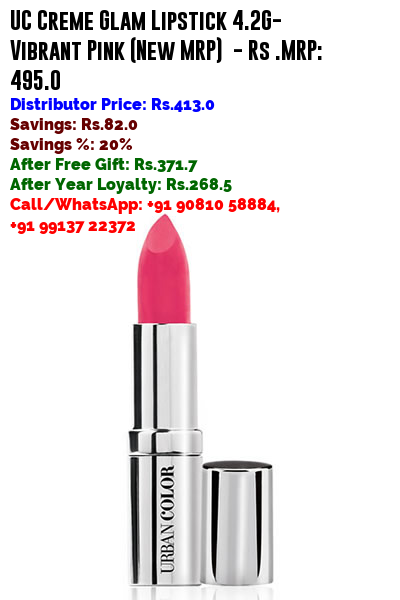 UC Creme Glam Lipstick 4.2g-
Vibrant Pink (New MRP) - Rs .MRP:
495.0
Distributor Price: Rs.413.0
Savings: Rs.82.0
Savings %: 20%
After Free Gift: Rs.371.7
After Year Loyalty: Rs.268.5
Call/WhatsApp: +91 90810 58884,
+91 99137 22372
URBAN COLOR